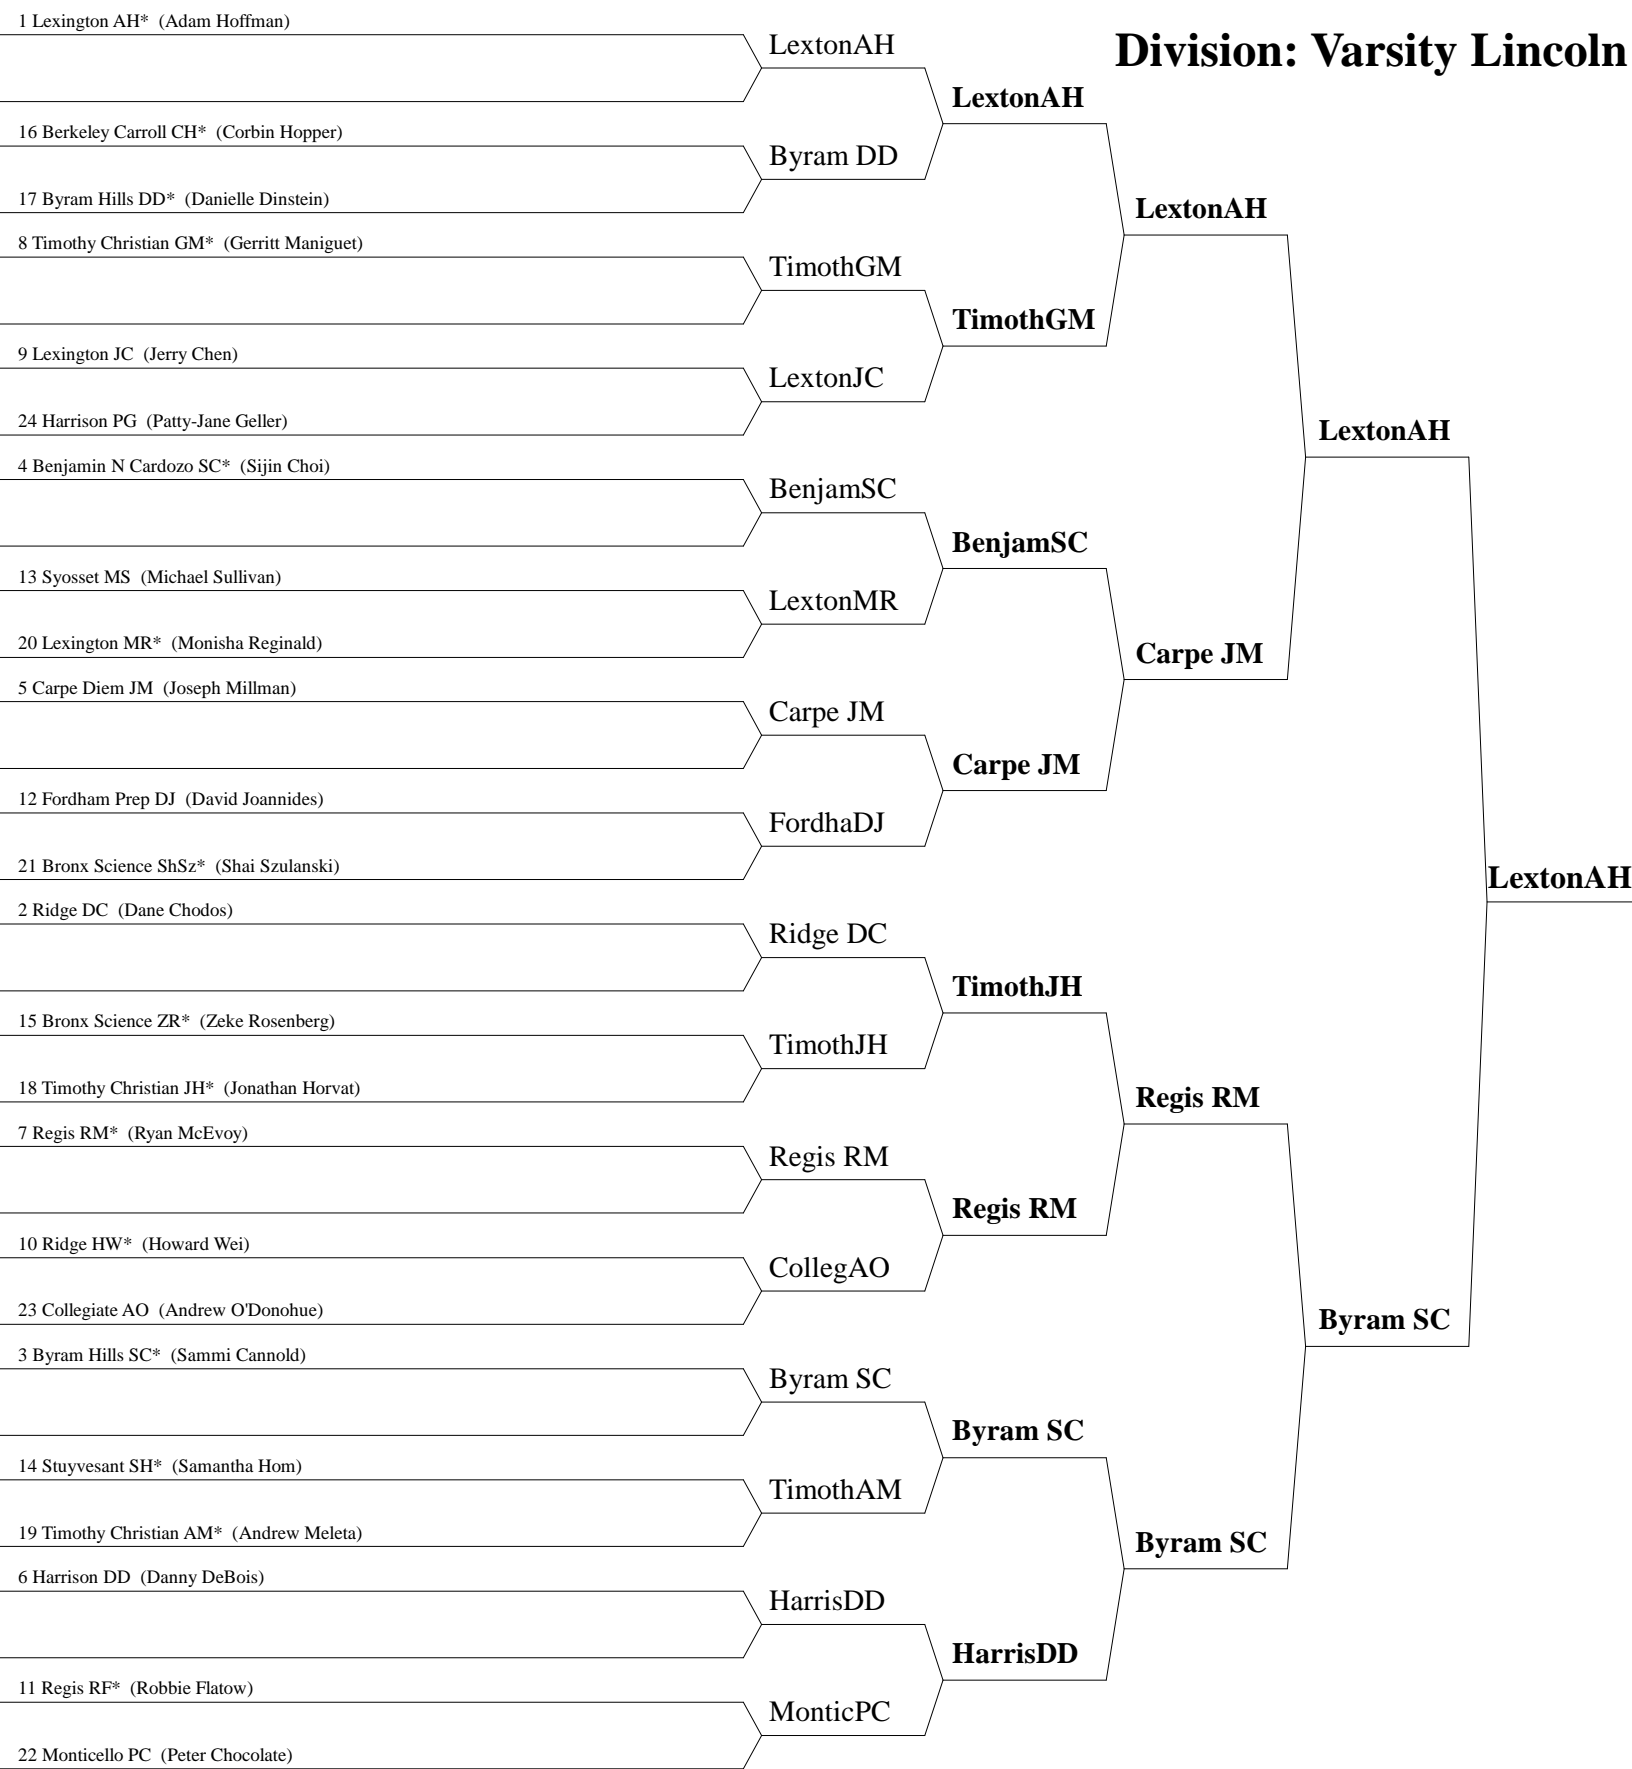 Division: Varsity Lincoln
1 Lexington AH*  (Adam Hoffman)
16 Berkeley Carroll CH*  (Corbin Hopper)
17 Byram Hills DD*  (Danielle Dinstein)
8 Timothy Christian GM*  (Gerritt Maniguet)
9 Lexington JC  (Jerry Chen)
24 Harrison PG  (Patty-Jane Geller)
4 Benjamin N Cardozo SC*  (Sijin Choi)
13 Syosset MS  (Michael Sullivan)
20 Lexington MR*  (Monisha Reginald)
5 Carpe Diem JM  (Joseph Millman)
12 Fordham Prep DJ  (David Joannides)
21 Bronx Science ShSz*  (Shai Szulanski)
2 Ridge DC  (Dane Chodos)
15 Bronx Science ZR*  (Zeke Rosenberg)
18 Timothy Christian JH*  (Jonathan Horvat)
7 Regis RM*  (Ryan McEvoy)
10 Ridge HW*  (Howard Wei)
23 Collegiate AO  (Andrew O'Donohue)
3 Byram Hills SC*  (Sammi Cannold)
14 Stuyvesant SH*  (Samantha Hom)
19 Timothy Christian AM*  (Andrew Meleta)
6 Harrison DD  (Danny DeBois)
11 Regis RF*  (Robbie Flatow)
22 Monticello PC  (Peter Chocolate)
LextonAH
Byram DD
TimothGM
LextonJC
BenjamSC
LextonMR
Carpe JM
FordhaDJ
Ridge DC
TimothJH
Regis RM
CollegAO
Byram SC
TimothAM
HarrisDD
MonticPC
LextonAH
TimothGM
BenjamSC
Carpe JM
TimothJH
Regis RM
Byram SC
HarrisDD
LextonAH
Carpe JM
Regis RM
Byram SC
LextonAH
Byram SC
LextonAH